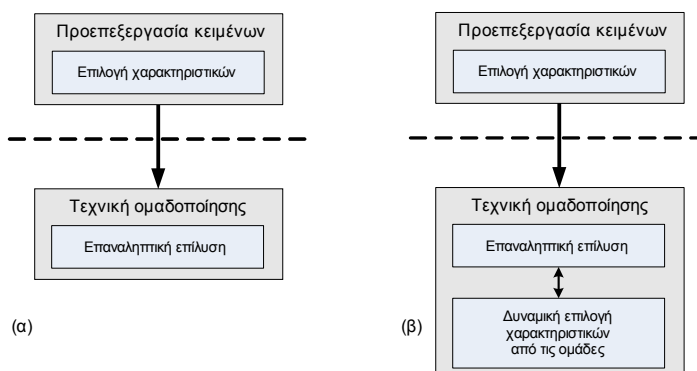 Προεπεξεργασία κειμένων
Επιλογή χαρακτηριστικών
Τεχνική ομαδοποίησης
Επαναληπτική επίλυση
(α)
Προεπεξεργασία κειμένων
Επιλογή χαρακτηριστικών
Τεχνική ομαδοποίησης
Επαναληπτική επίλυση
Δυναμική επιλογή
χαρακτηριστικών
από τις ομάδες
(β)